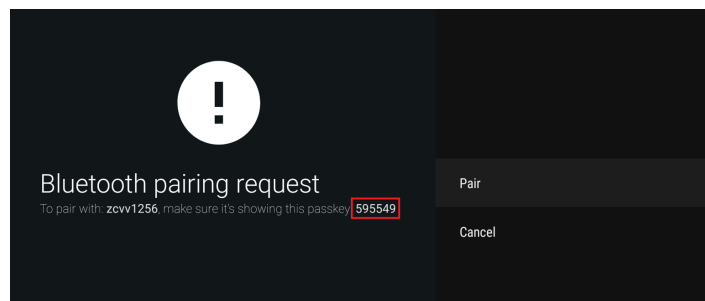 Bluetooth pairing request
To pair with: zcvv1256, make sure it's showing this passkey: 595549
Pair
Cancel